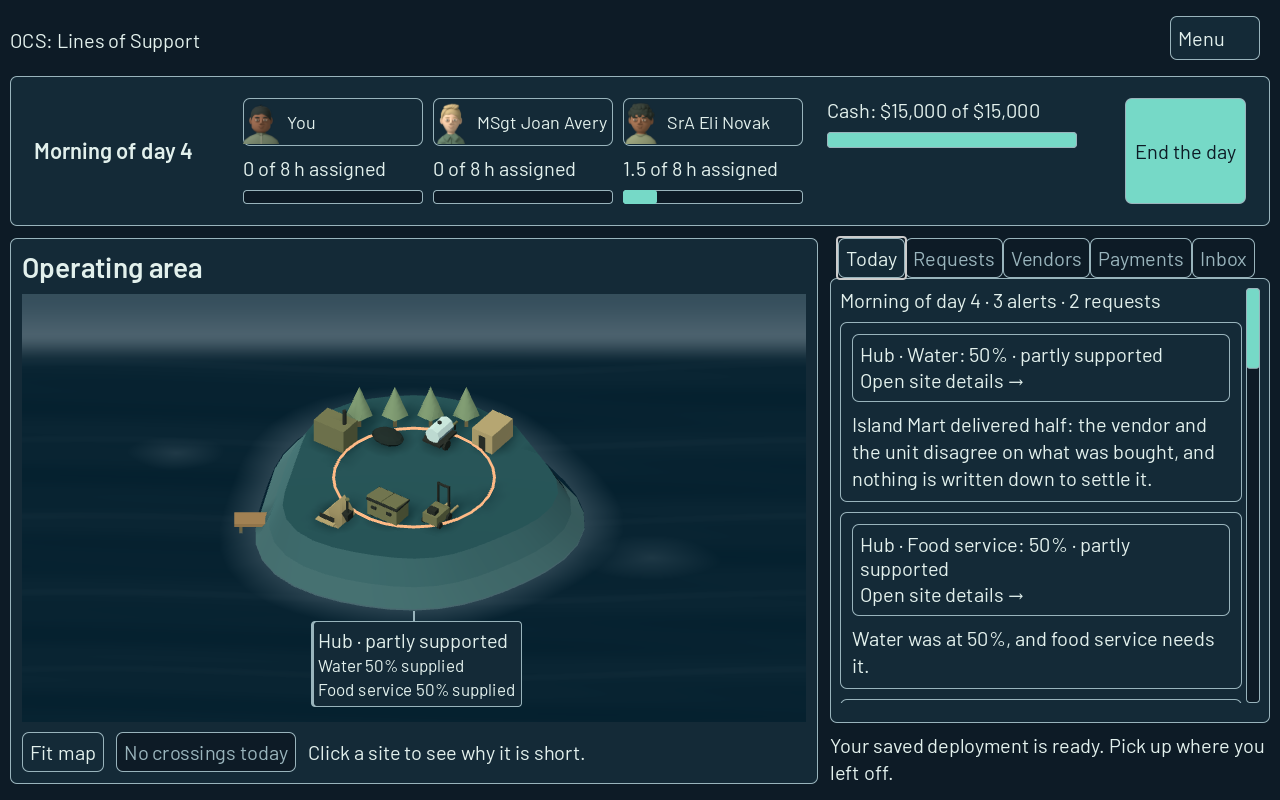 OCS: Lines of Support
Menu
Morning of day 4
You
0 of 8 h assigned
MSgt Joan Avery
0 of 8 h assigned
SrA Eli Novak
1.5 of 8 h assigned
Cash: $15,000 of $15,000
End the day
Operating area
Hub · partly supported
Water 50% supplied
Food service 50% supplied
Fit map
No crossings today
Click a site to see why it is short.
Today
Requests
Vendors
Payments
Inbox
Morning of day 4 · 3 alerts · 2 requests
Hub · Water: 50% · partly supported
Open site details →
Island Mart delivered half: the vendor and
the unit disagree on what was bought, and
nothing is written down to settle it.
Hub · Food service: 50% · partly
supported
Open site details →
Water was at 50%, and food service needs
it.
Your saved deployment is ready. Pick up where you
left off.